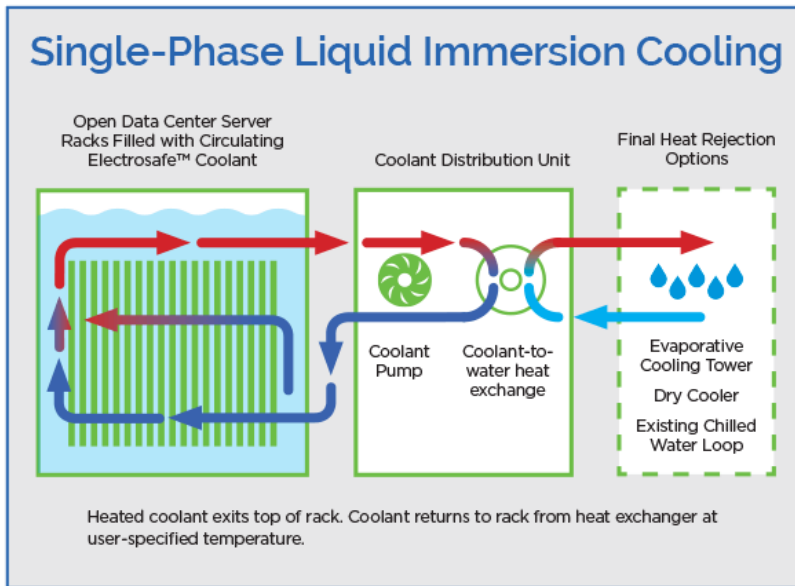 Single-Phase Liquid Immersion Cooling
Open Data Center Server
Racks Filled with Circulating
Electrosafe™ Coolant
Coolant Distribution Unit
Final Heat Rejection
Options
Coolant
Pump
Coolant-to-
water heat
exchange
Evaporative
Cooling Tower
Dry Cooler
Existing Chilled
Water Loop
Heated coolant exits top of rack. Coolant returns to rack from heat exchanger at
user-specified temperature.